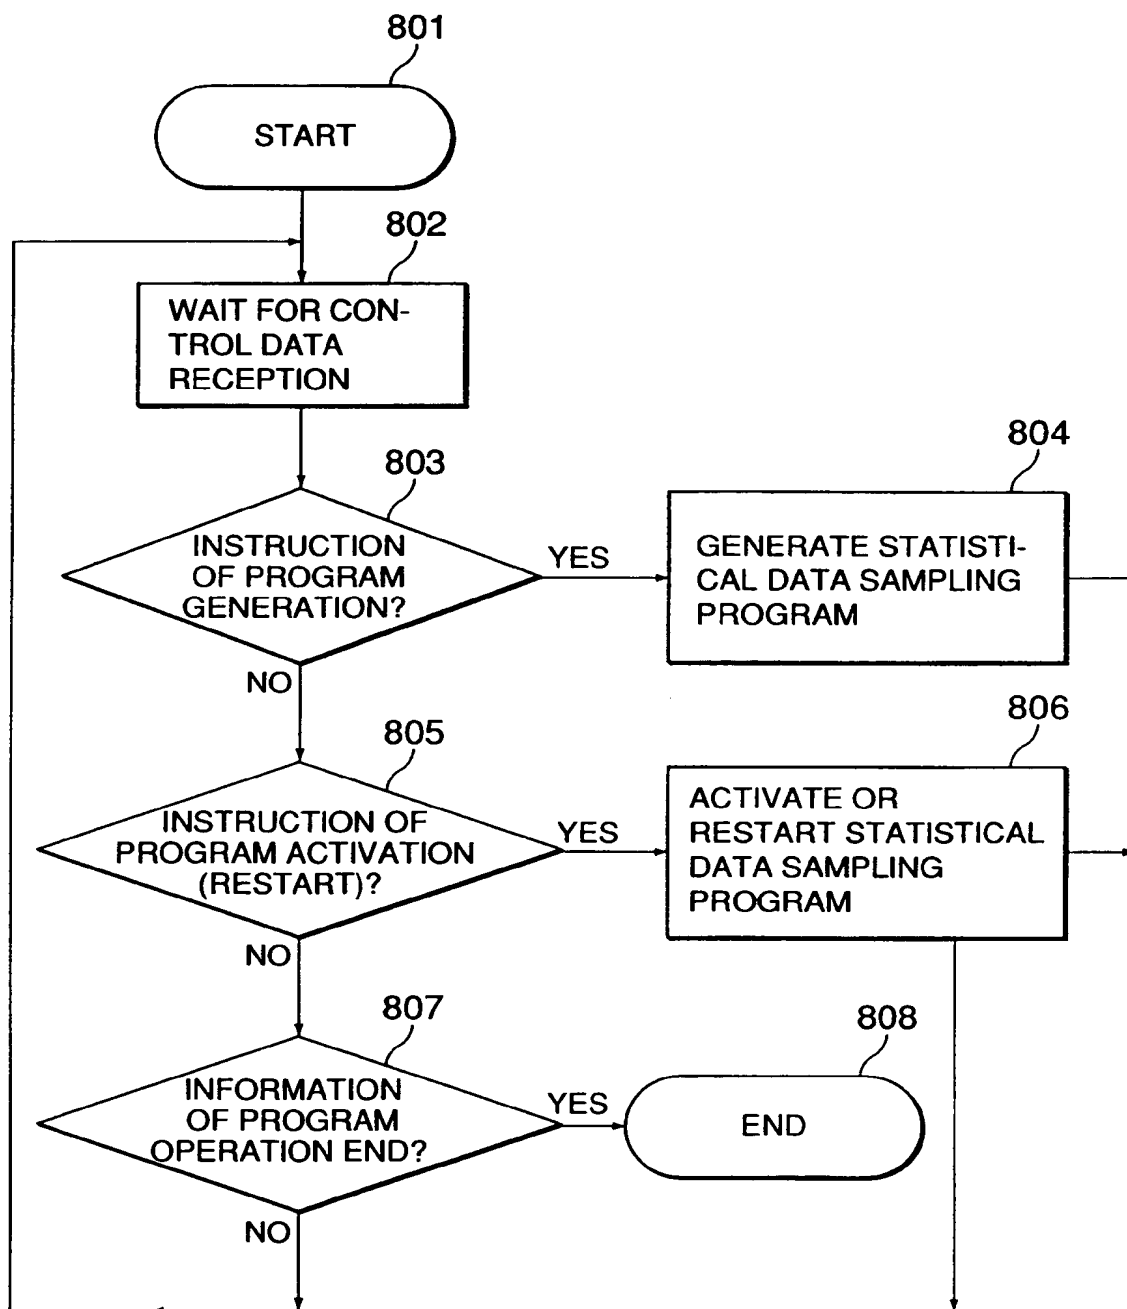 801
START
802
WAIT FOR CON-
TROL DATA
RECEPTION
803
INSTRUCTION
OF PROGRAM
GENERATION?
YES
804
GENERATE STATISTI-
CAL DATA SAMPLING
PROGRAM
NO
805
INSTRUCTION OF
PROGRAM ACTIVATION
(RESTART)?
YES
806
ACTIVATE OR
RESTART STATISTICAL
DATA SAMPLING
PROGRAM
NO
807
INFORMATION
OF PROGRAM
OPERATION END?
YES
808
END
NO